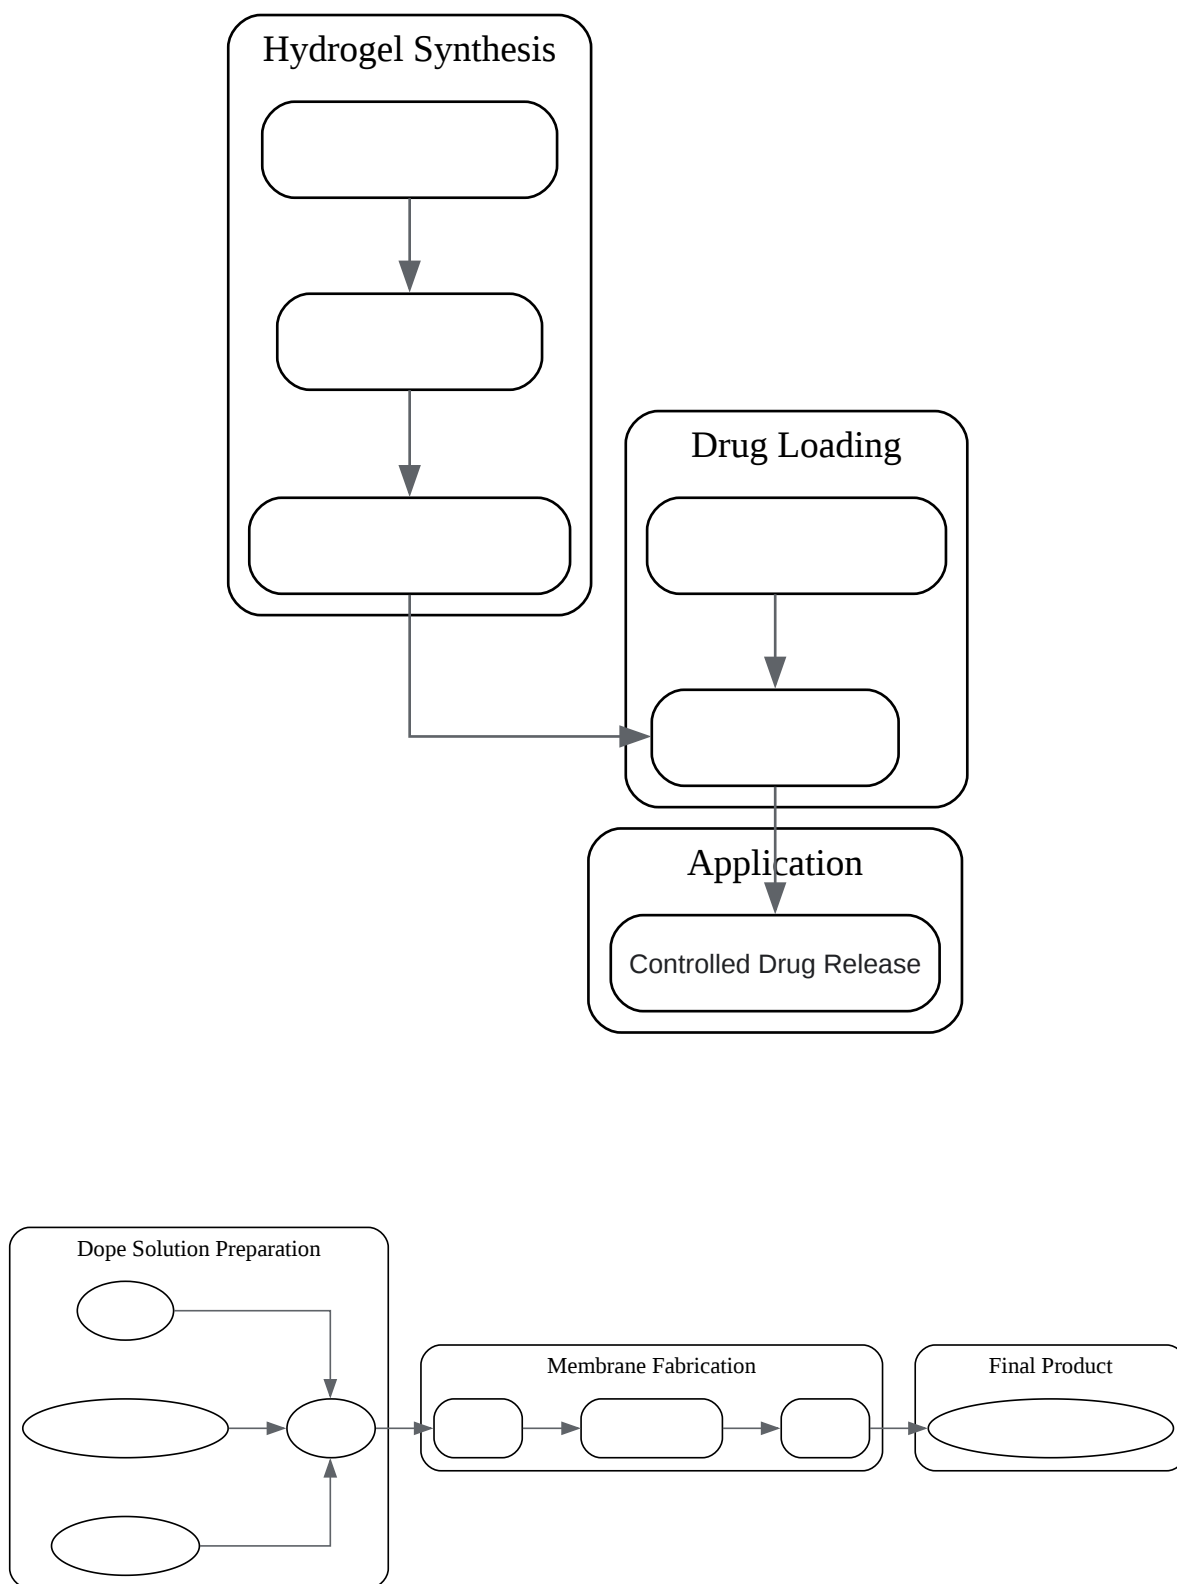 Hydrogel Synthesis
Drug Loading
Application
Controlled Drug Release
Dope Solution Preparation
Membrane Fabrication
Final Product